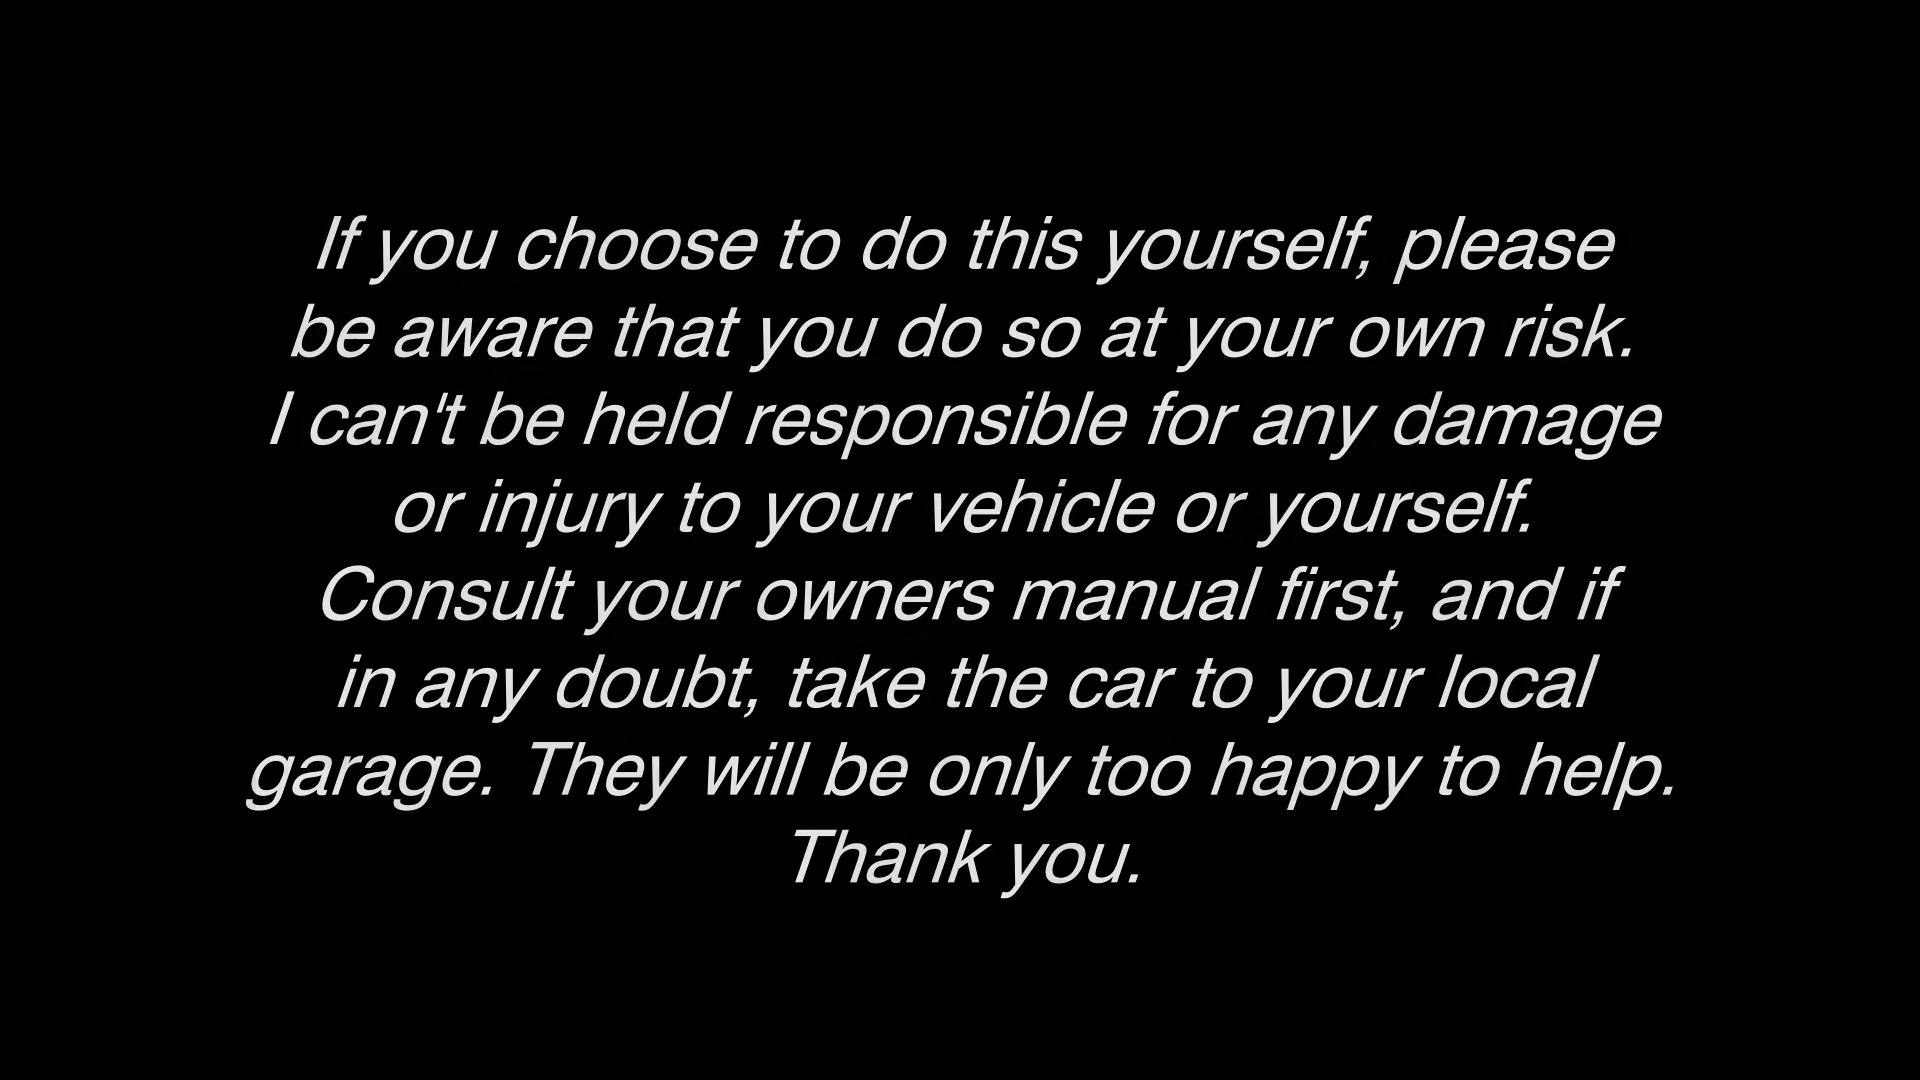 If you choose to do this yourself, please
be aware that you do so at your own risk.
I can't be held responsible for any damage
or injury to your vehicle or yourself.
Consult your owners manual first, and if
in any doubt, take the car to your local
garage. They will be only too happy to help.
Thank you.